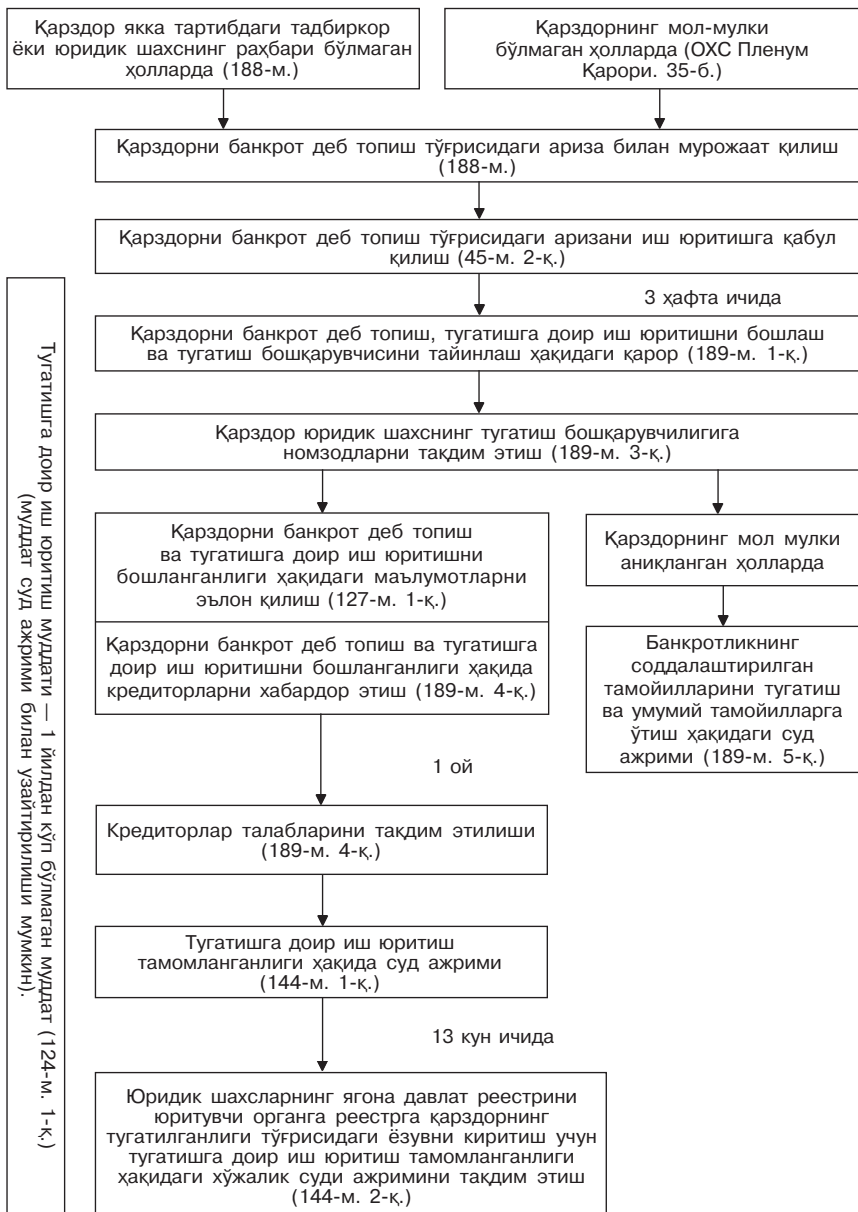 Қарздор якка тартибдаги тадбиркор
ёки юридик шахснинг раҳбари бўлмаган
ҳолларда (188-м.)
Қарздорнинг мол-мулки
бўлмаган ҳолларда (ОХС Пленум
Қарори. 35-б.)
Қарздорни банкрот деб топиш тўғрисидаги ариза билан мурожаат қилиш
(188-м.)
Қарздорни банкрот деб топиш тўғрисидаги аризани иш юритишга қабул
қилиш (45-м. 2-қ.)
3 ҳафта ичида
Қарздорни банкрот деб топиш, тугатишга доир иш юритишни бошлаш
ва тугатиш бошқарувчисини тайинлаш ҳақидаги қарор (189-м. 1-қ.)
Қарздор юридик шахснинг тугатиш бошқарувчилигига
номзодларни тақдим этиш (189-м. 3-қ.)
Қарздорни банкрот деб топиш
ва тугатишга доир иш юритишни
бошланганлиги ҳақидаги маълумотларни
эълон қилиш (127-м. 1-қ.)
Қарздорни банкрот деб топиш ва тугатишга
доир иш юритишни бошланганлиги ҳақида
кредиторларни хабардор этиш (189-м. 4-қ.)
Қарздорнинг мол мулки
аниқланган ҳолларда
Банкротликнинг
соддалаштирилган
тамойилларини тугатиш
ва умумий тамойилларга
ўтиш ҳақидаги суд
ажрими (189-м. 5-қ.)
1 ой
Кредиторлар талабларини тақдим этилиши
(189-м. 4-қ.)
Тугатишга доир иш юритиш
тамомланганлиги ҳақида суд ажрими
(144-м. 1-қ.)
13 кун ичида
Юридик шахсларнинг ягона давлат реестрини
юритувчи органга реестрга қарздорнинг
тугатилганлиги тўғрисидаги ёзувни киритиш учун
тугатишга доир иш юритиш тамомланганлиги
ҳақидаги хўжалик суди ажримини тақдим этиш
(144-м. 2-қ.)
Тугатишга доир иш юритиш муддати — 1 йилдан кўп бўлмаган муддат (124-м. 1-қ.)
(муддат суд ажрими билан узайтирилиши мумкин).